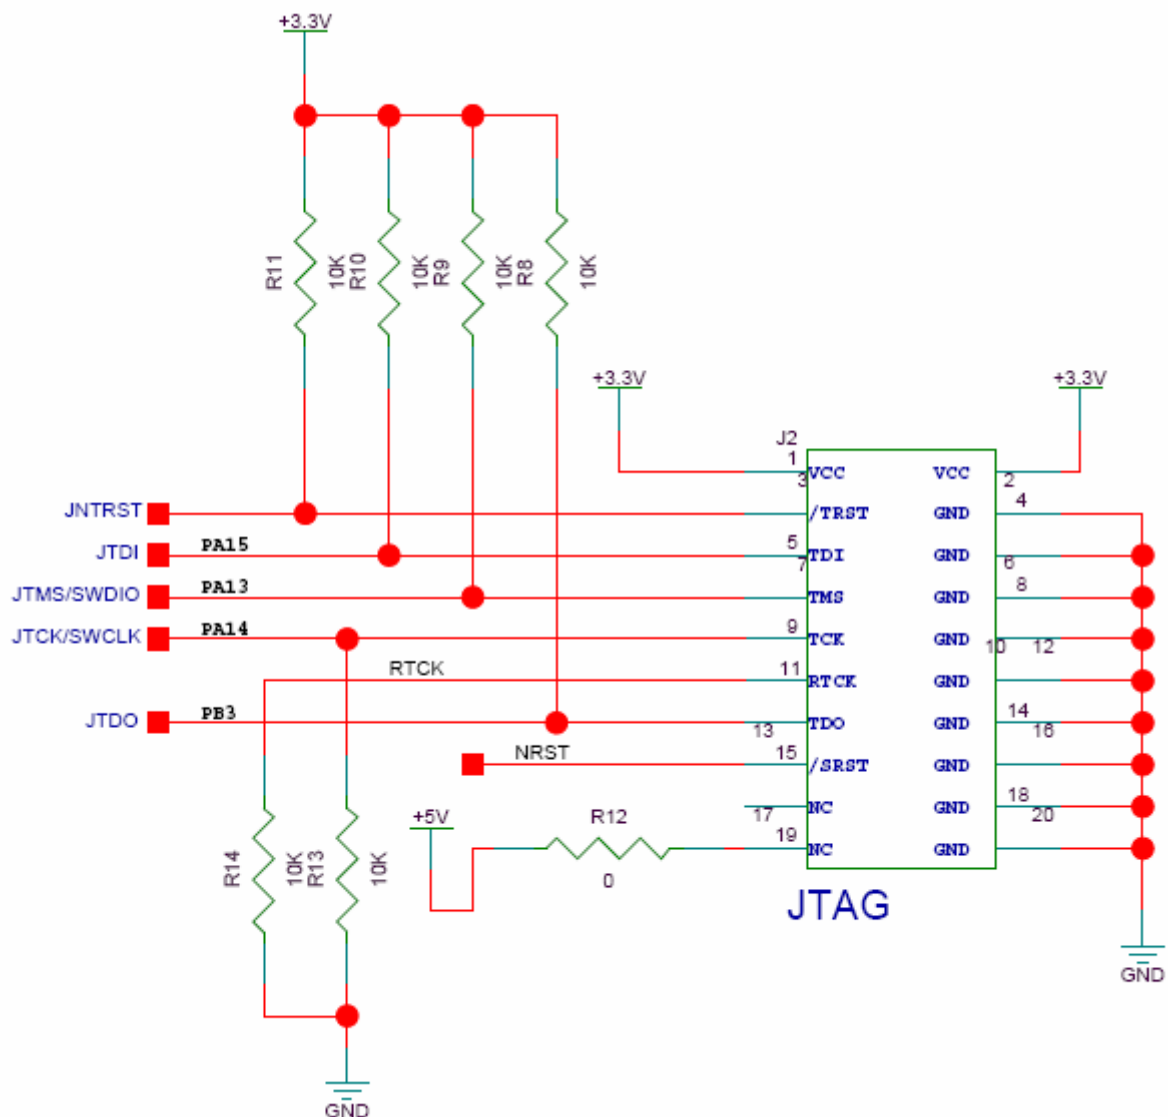 +3.3V
R11
10K
R10
10K
R9
10K
R8
10K
+3.3V
+3.3V
J2
1
VCC
VCC
2
3
/TRST
GND
4
JNTRST
JTDI
PA15
5
TDI
GND
6
7
JTMS/SWDIO
PA13
TMS
GND
8
JTCK/SWCLK
PA14
9
TCK
GND
10
12
RTCK
11
RTCK
GND
JTDO
PB3
13
TDO
GND
14
16
NRST
15
/SRST
GND
17
NC
GND
18
20
+5V
R12
0
19
NC
GND
JTAG
R14
10K
R13
10K
GND
GND